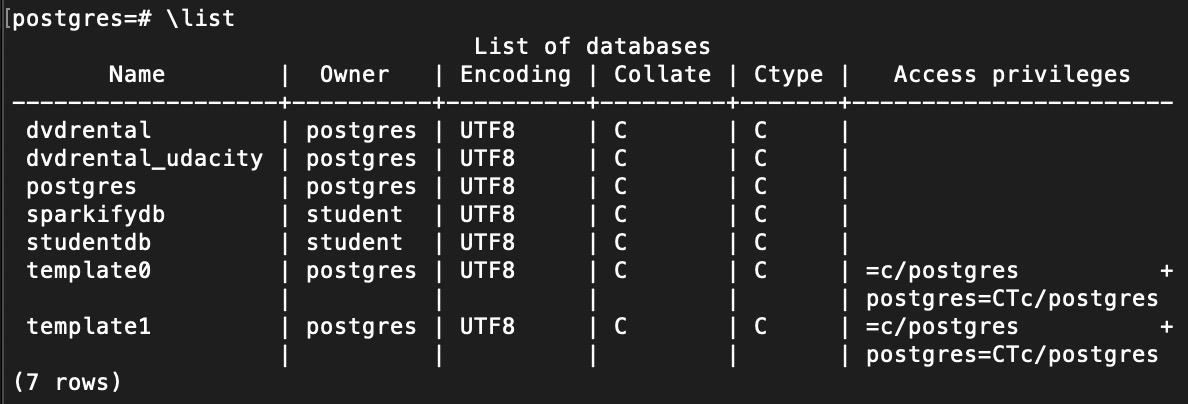 postgres=# \list
                                 List of databases
       Name        |  Owner   | Encoding | Collate | Ctype |   Access privileges
-------------------+----------+----------+---------+-------+-----------------------
 dvdrental         | postgres | UTF8     | C       | C     |
 dvdrental_udacity | postgres | UTF8     | C       | C     |
 postgres          | postgres | UTF8     | C       | C     |
 sparkifydb        | student  | UTF8     | C       | C     |
 studentdb         | student  | UTF8     | C       | C     |
 template0         | postgres | UTF8     | C       | C     | =c/postgres          +
                   |          |          |         |       | postgres=CTc/postgres
 template1         | postgres | UTF8     | C       | C     | =c/postgres          +
                   |          |          |         |       | postgres=CTc/postgres
(7 rows)